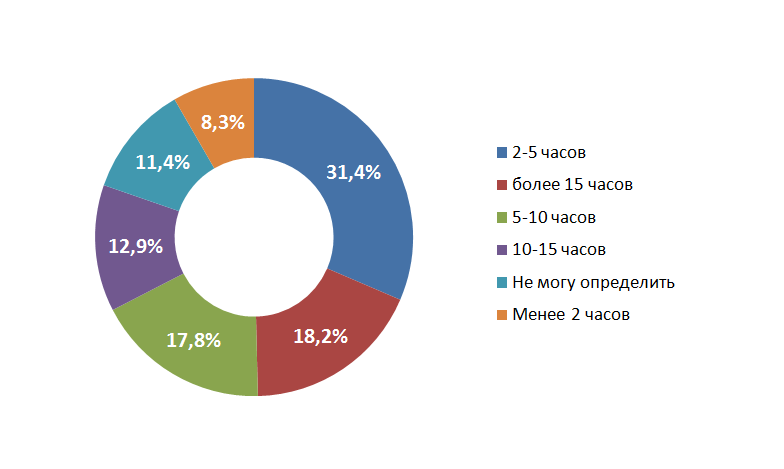 8,3%
31,4%
11,4%
12,9%
17,8%
18,2%
2-5 часов
более 15 часов
5-10 часов
10-15 часов
Не могу определить
Менее 2 часов